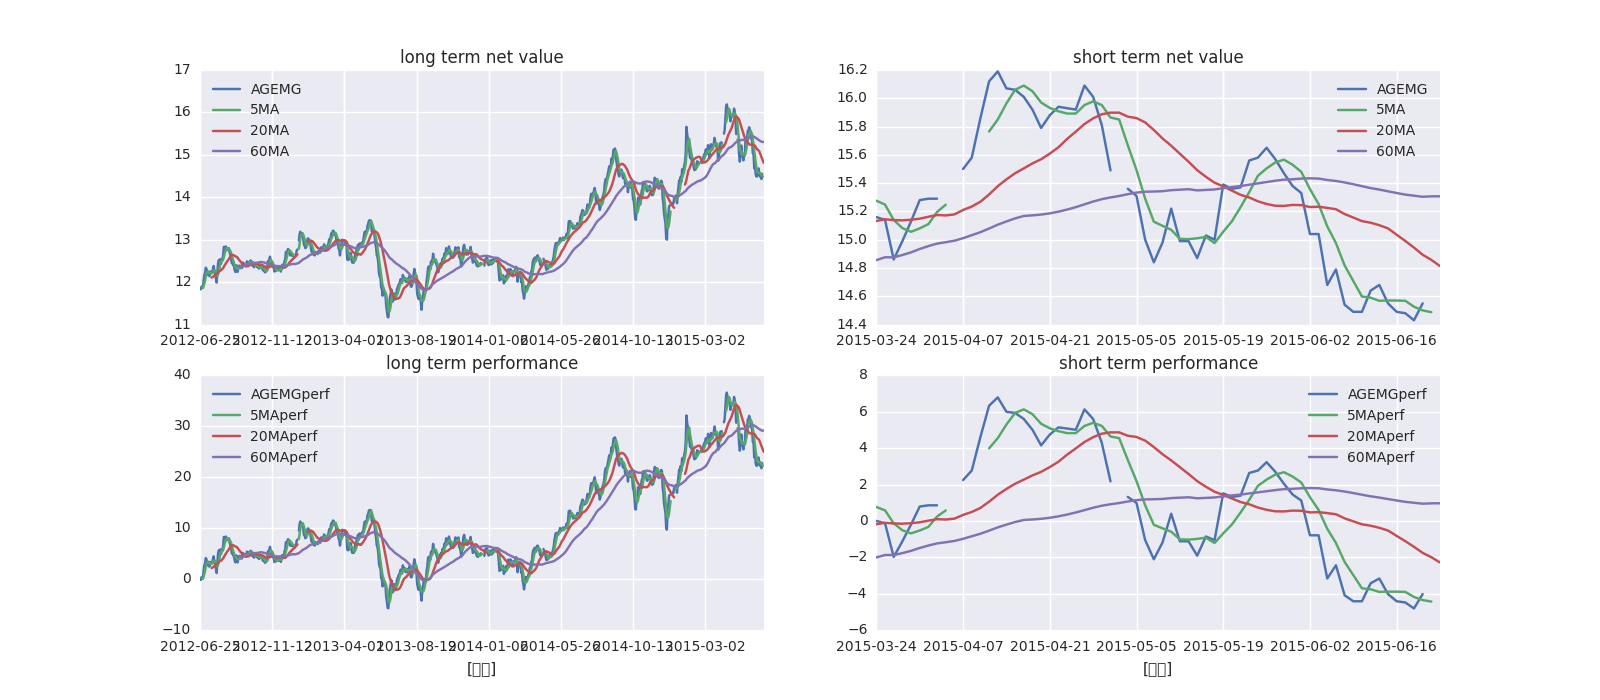 long term net value
17
16
15
14
13
12
11
AGEMG
5MA
20MA
60MA
2012-06-25 2012-11-12 2013-04-01 2013-08-19 2014-01-06 2014-05-26 2014-10-13 2015-03-02
short term net value
16.2
16.0
15.8
15.6
15.4
15.2
15.0
14.8
14.6
14.4
AGEMG
5MA
20MA
60MA
2015-03-24 2015-04-07 2015-04-21 2015-05-05 2015-05-19 2015-06-02 2015-06-16
long term performance
40
30
20
10
0
−10
AGEMGperf
5MAperf
20MAperf
60MAperf
2012-06-25 2012-11-12 2013-04-01 2013-08-19 2014-01-06 2014-05-26 2014-10-13 2015-03-02
short term performance
8
6
4
2
0
−2
−4
−6
AGEMGperf
5MAperf
20MAperf
60MAperf
2015-03-24 2015-04-07 2015-04-21 2015-05-05 2015-05-19 2015-06-02 2015-06-16